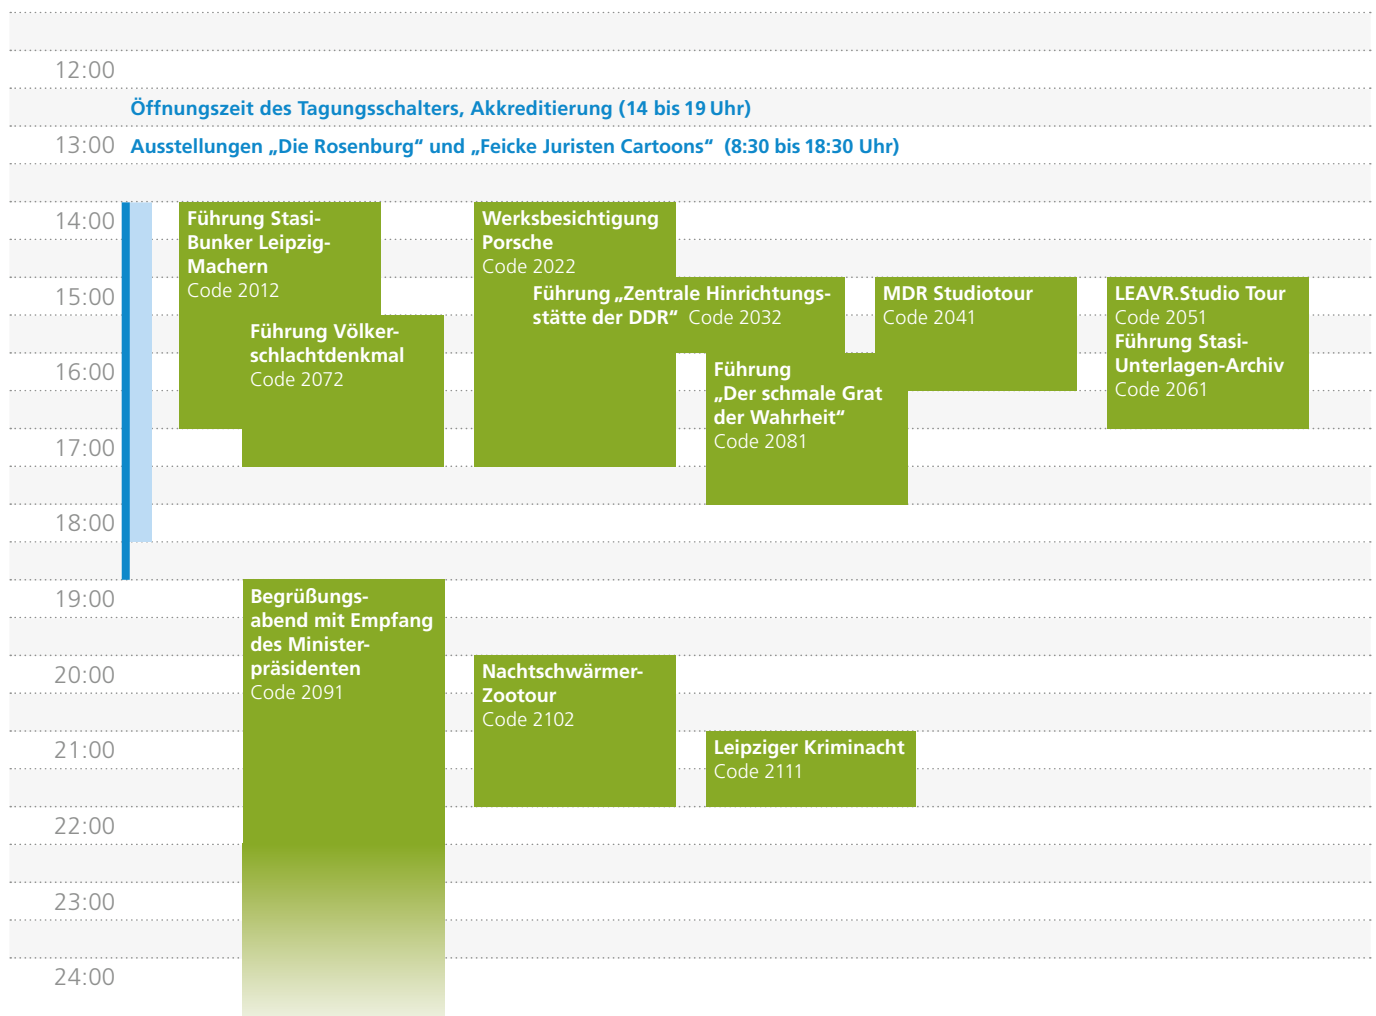 12:00
Öffnungszeit des Tagungsschalters, Akkreditierung (14 bis 19 Uhr)
13:00
Ausstellungen „Die Rosenburg“ und „Feicke Juristen Cartoons“ (8:30 bis 18:30 Uhr)
14:00
Führung Stasi-
Bunker Leipzig-
Machern
Code 2012
Werksbesichtigung
Porsche
Code 2022
15:00
Führung „Zentrale Hinrichtungs-
stätte der DDR“ Code 2032
MDR Studiotour
Code 2041
LEAVR.Studio Tour
Code 2051
Führung Stasi-
Unterlagen-Archiv
Code 2061
Führung Völker-
schlachtdenkmal
Code 2072
16:00
Führung
„Der schmale Grat
der Wahrheit“
Code 2081
17:00
18:00
19:00
Begrüßungs-
abend mit Empfang
des Minister-
präsidenten
Code 2091
20:00
Nachtschwärmer-
Zootour
Code 2102
21:00
Leipziger Kriminacht
Code 2111
22:00
23:00
24:00